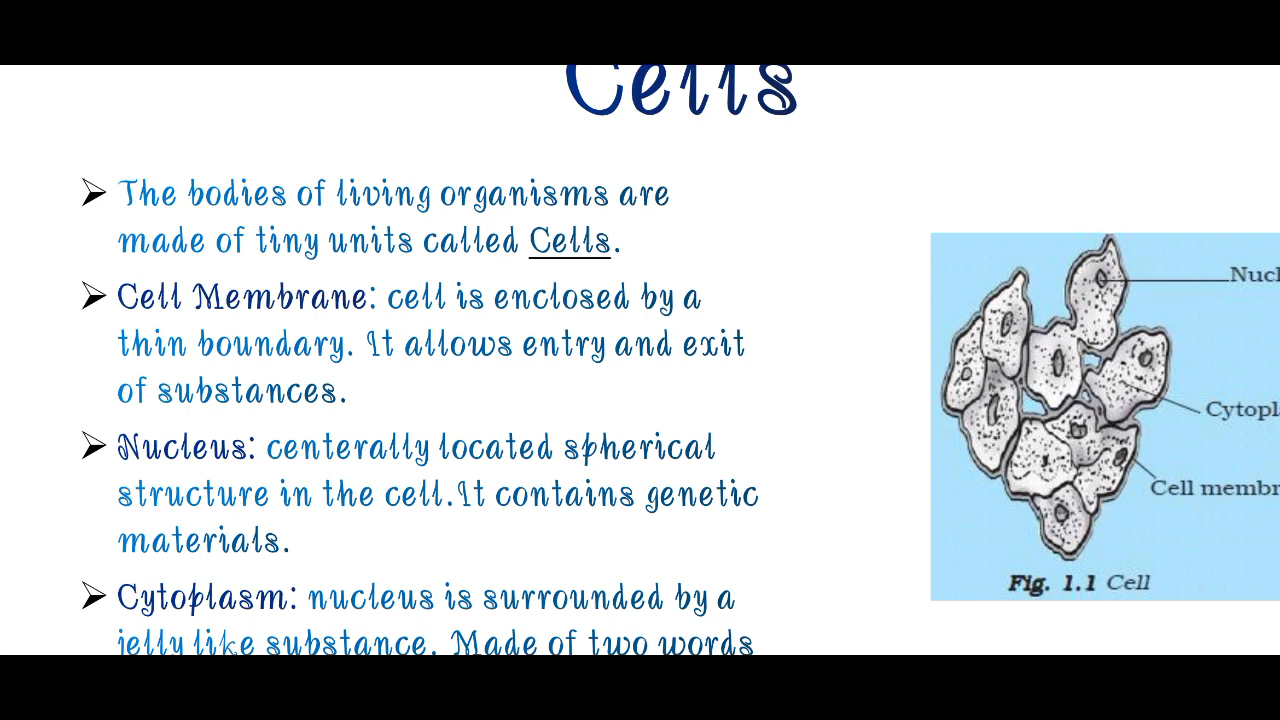 Cells
➢ The bodies of living organisms are
made of tiny units called Cells.
➢ Cell Membrane: cell is enclosed by a
thin boundary. It allows entry and exit
of substances.
➢ Nucleus: centerally located spherical
structure in the cell.It contains genetic
materials.
➢ Cytoplasm: nucleus is surrounded by a
jelly like substance. Made of two words
Nucl
Cytopl
Cell membr
Fig. 1.1 Cell